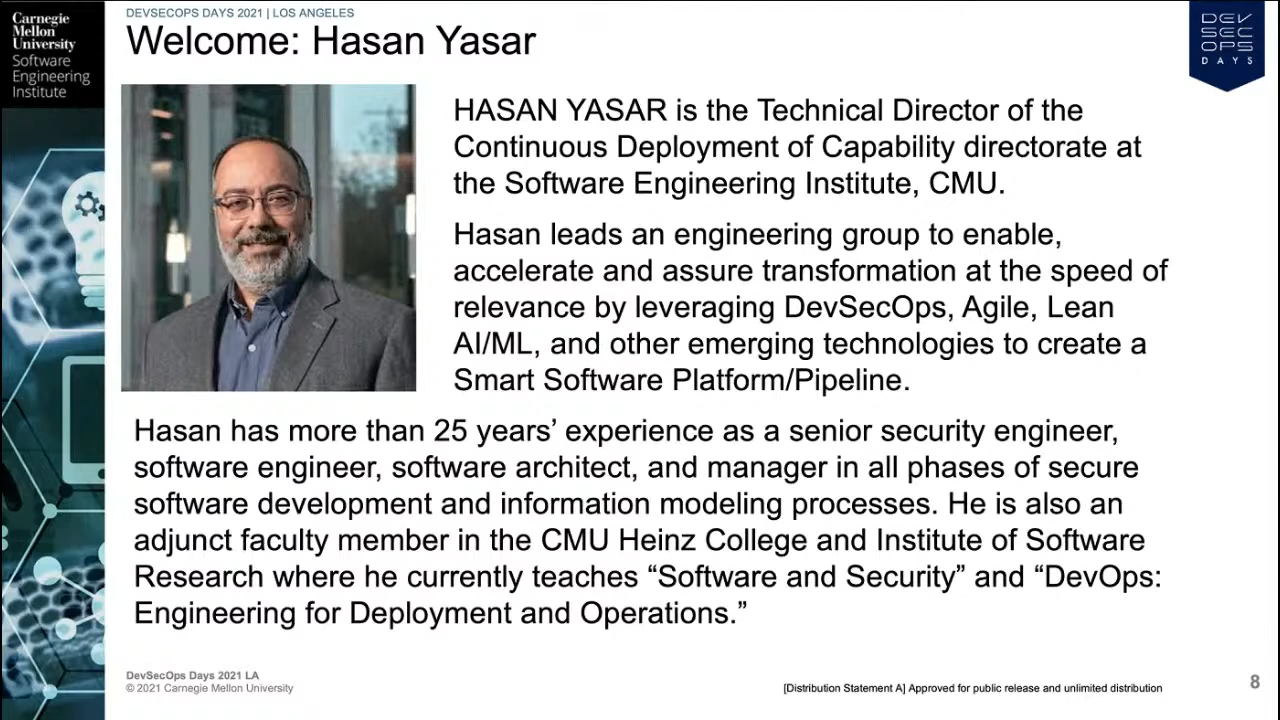 Carnegie
Mellon
University
Software
Engineering
Institute
DEVSECOPS DAYS 2021 | LOS ANGELES
Welcome: Hasan Yasar
DEV
SEC
OPS
DAYS
HASAN YASAR is the Technical Director of the
Continuous Deployment of Capability directorate at
the Software Engineering Institute, CMU.
Hasan leads an engineering group to enable,
accelerate and assure transformation at the speed of
relevance by leveraging DevSecOps, Agile, Lean
AI/ML, and other emerging technologies to create a
Smart Software Platform/Pipeline.
Hasan has more than 25 years’ experience as a senior security engineer,
software engineer, software architect, and manager in all phases of secure
software development and information modeling processes. He is also an
adjunct faculty member in the CMU Heinz College and Institute of Software
Research where he currently teaches “Software and Security” and “DevOps:
Engineering for Deployment and Operations.”
DevSecOps Days 2021 LA
© 2021 Carnegie Mellon University
[Distribution Statement A] Approved for public release and unlimited distribution
8